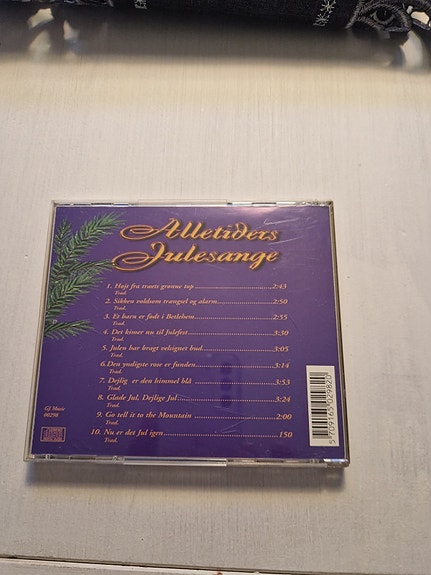 Alletiders
Julesange
1. Højt fra træets grønne top ..........2:43
Trad.
2. Sikken voldsom trængsel og alarm..........2:50
Trad.
3. Et barn er født i Betlehem..........2:55
Trad.
4. Det kimer nu til Julefest..........3:30
Trad.
5. Julen har bragt velsignet bud..........3:05
Trad.
6.Den yndigste rose er funden..........3:14
Trad.
7. Dejlig er den himmel blå ..........3:53
Trad.
8. Glade Jul, Dejlige Jul..........3:24
Trad.
9. Go tell it to the Mountain ..........2:00
Trad.
10. Nu er det Jul igen..........150
Trad.
GJ Music
00298
5709165029820